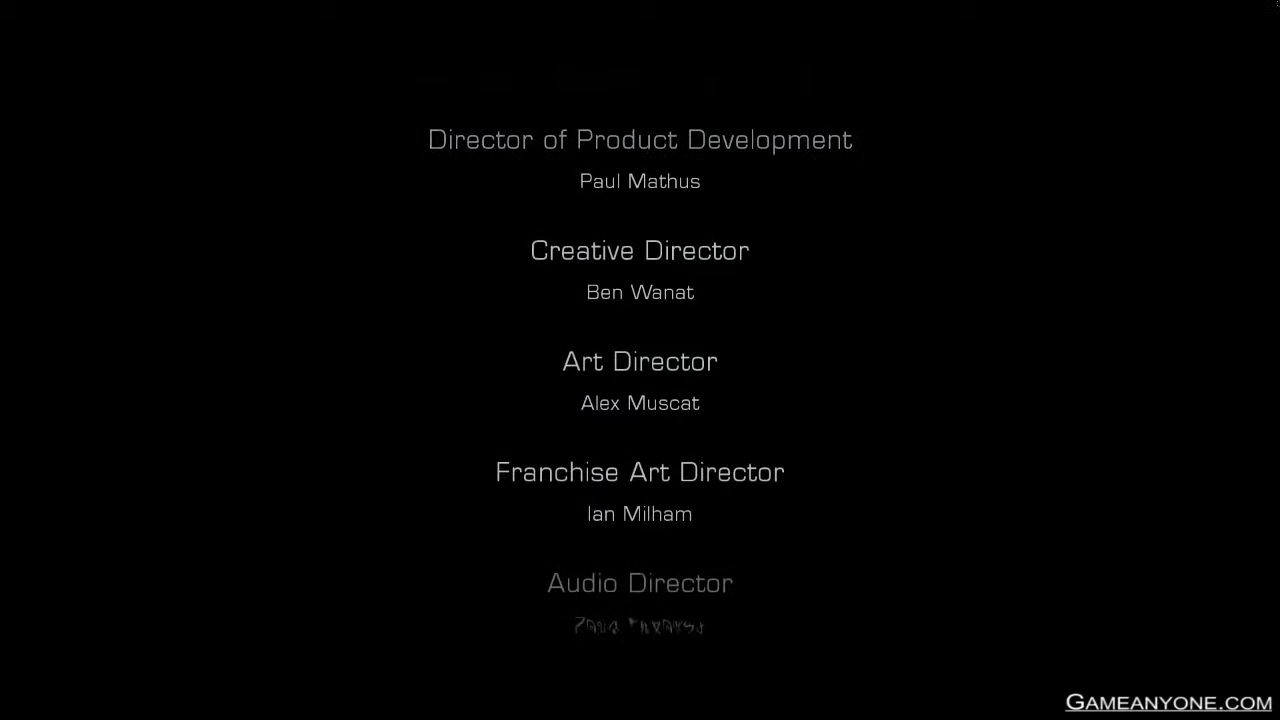 Director of Product Development
Paul Mathus
Creative Director
Ben Wanat
Art Director
Alex Muscat
Franchise Art Director
Ian Milham
Audio Director
GAMEANYONE.COM